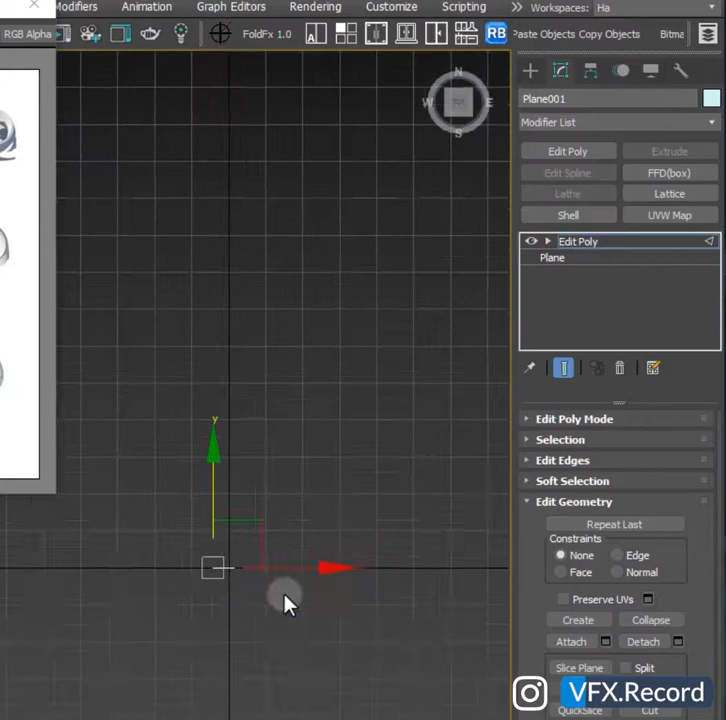 Modifiers Animation Graph Editors Rendering Customize Scripting Workspaces: Ha
RGB Alpha FoldFx 1.0 A RB Paste Objects Copy Objects Bitma
N
W E
S
Plane001
Modifier List
Edit Poly Extrude
Edit Spline FFD(box)
Lathe Lattice
Shell UVW Map
Edit Poly
Plane
Edit Poly Mode
Selection
Edit Edges
Soft Selection
Edit Geometry
Repeat Last
Constraints
None Edge
Face Normal
Preserve UVs
Create Collapse
Attach Detach
Slice Plane Split
QuickSlice Cut
y
VFX.Record